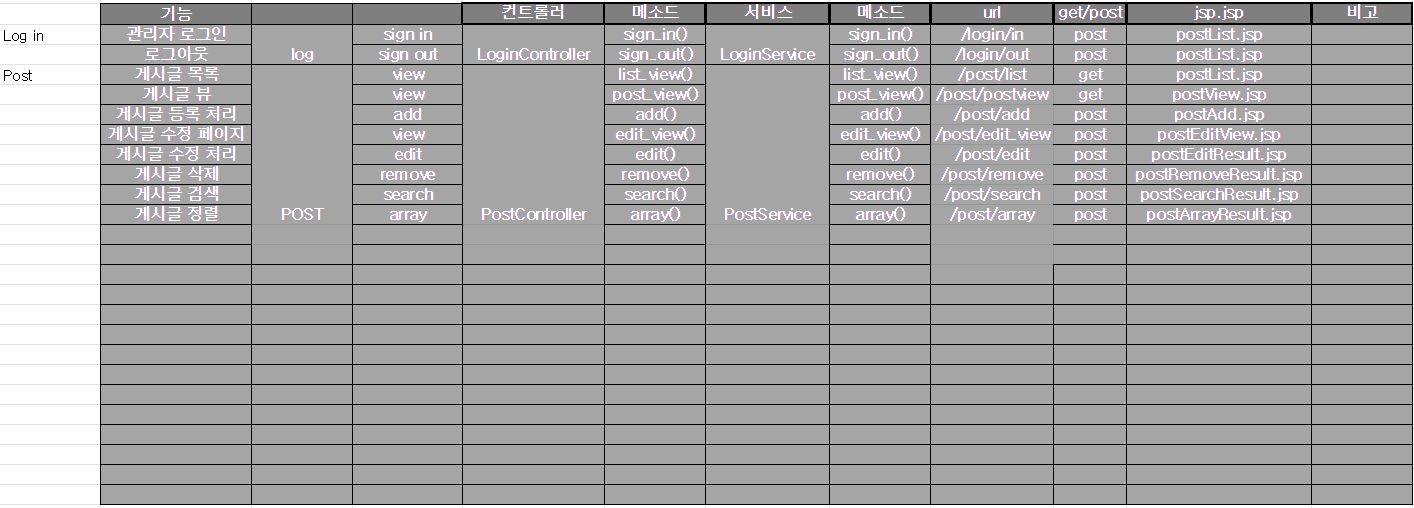 기능 컨트롤러 메소드 서비스 메소드 url get/post jsp.jsp 비고
Log in 관리자 로그인 sign in sign_in() sign_in() /login/in post postList.jsp
로그아웃 log sign out LoginController sign_out() LoginService sign_out() /login/out post postList.jsp
Post 게시글 목록 view list_view() list_view() /post/list get postList.jsp
게시글 뷰 view post_view() post_view() /post/postview get postView.jsp
게시글 등록 처리 add add() add() /post/add post postAdd.jsp
게시글 수정 페이지 view edit_view() edit_view() /post/edit_view post postEditView.jsp
게시글 수정 처리 edit edit() edit() /post/edit post postEditResult.jsp
게시글 삭제 remove remove() remove() /post/remove post postRemoveResult.jsp
게시글 검색 search search() search() /post/search post postSearchResult.jsp
게시글 정렬 POST array PostController array() PostService array() /post/array post postArrayResult.jsp